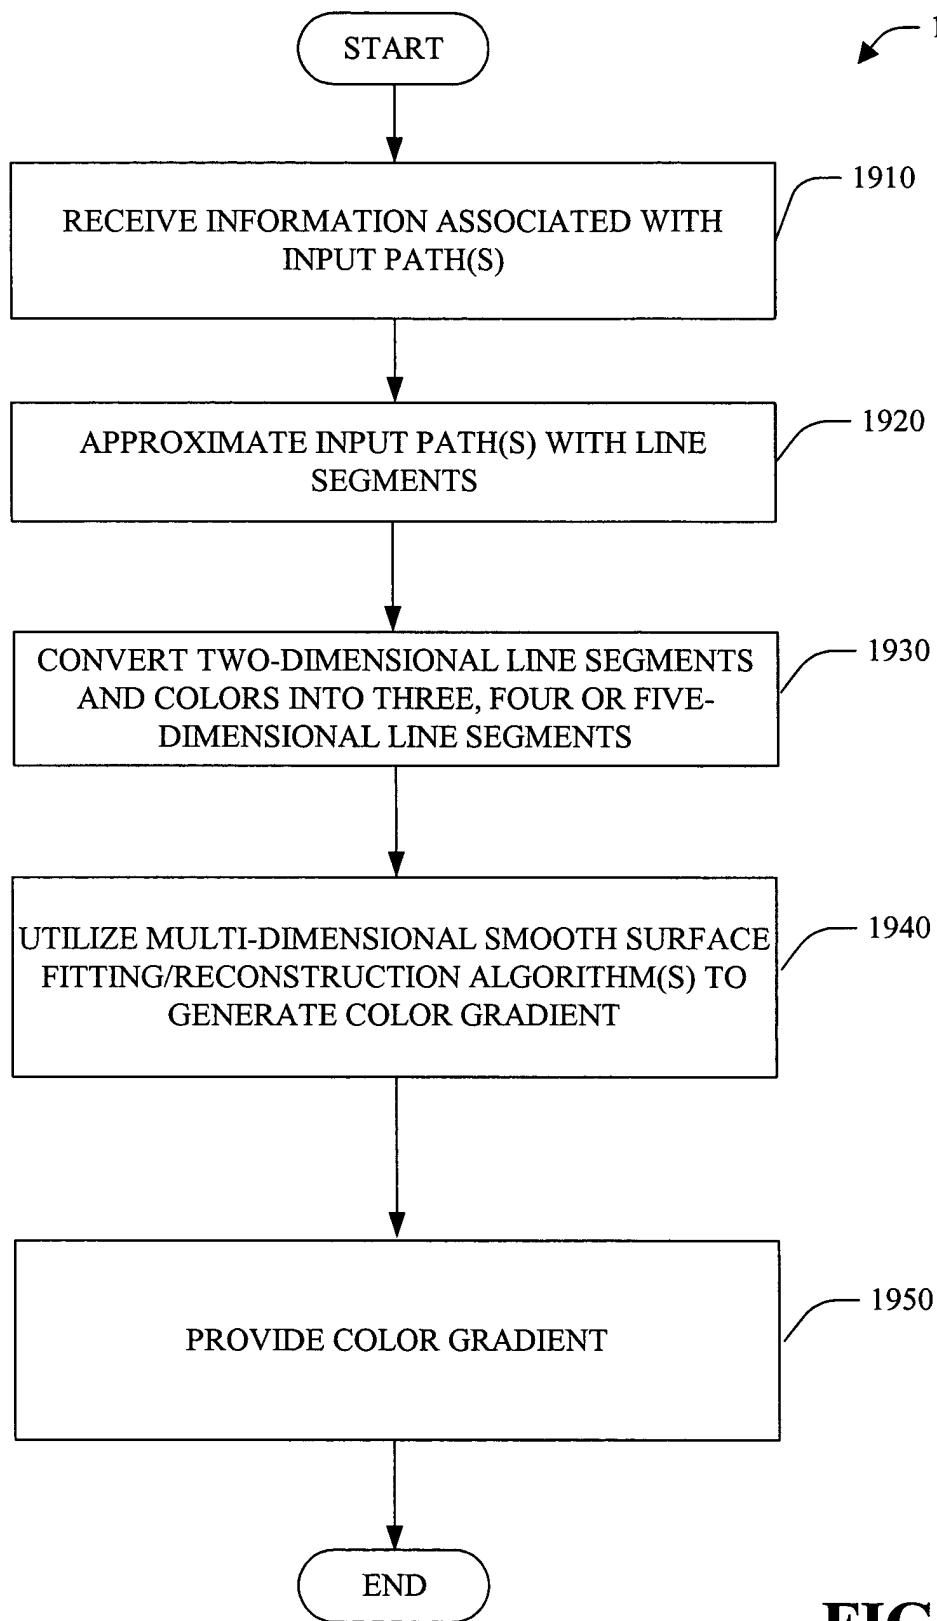 START
1910
RECEIVE INFORMATION ASSOCIATED WITH
INPUT PATH(S)
1920
APPROXIMATE INPUT PATH(S) WITH LINE
SEGMENTS
1930
CONVERT TWO-DIMENSIONAL LINE SEGMENTS
AND COLORS INTO THREE, FOUR OR FIVE-
DIMENSIONAL LINE SEGMENTS
1940
UTILIZE MULTI-DIMENSIONAL SMOOTH SURFACE
FITTING/RECONSTRUCTION ALGORITHM(S) TO
GENERATE COLOR GRADIENT
1950
PROVIDE COLOR GRADIENT
END